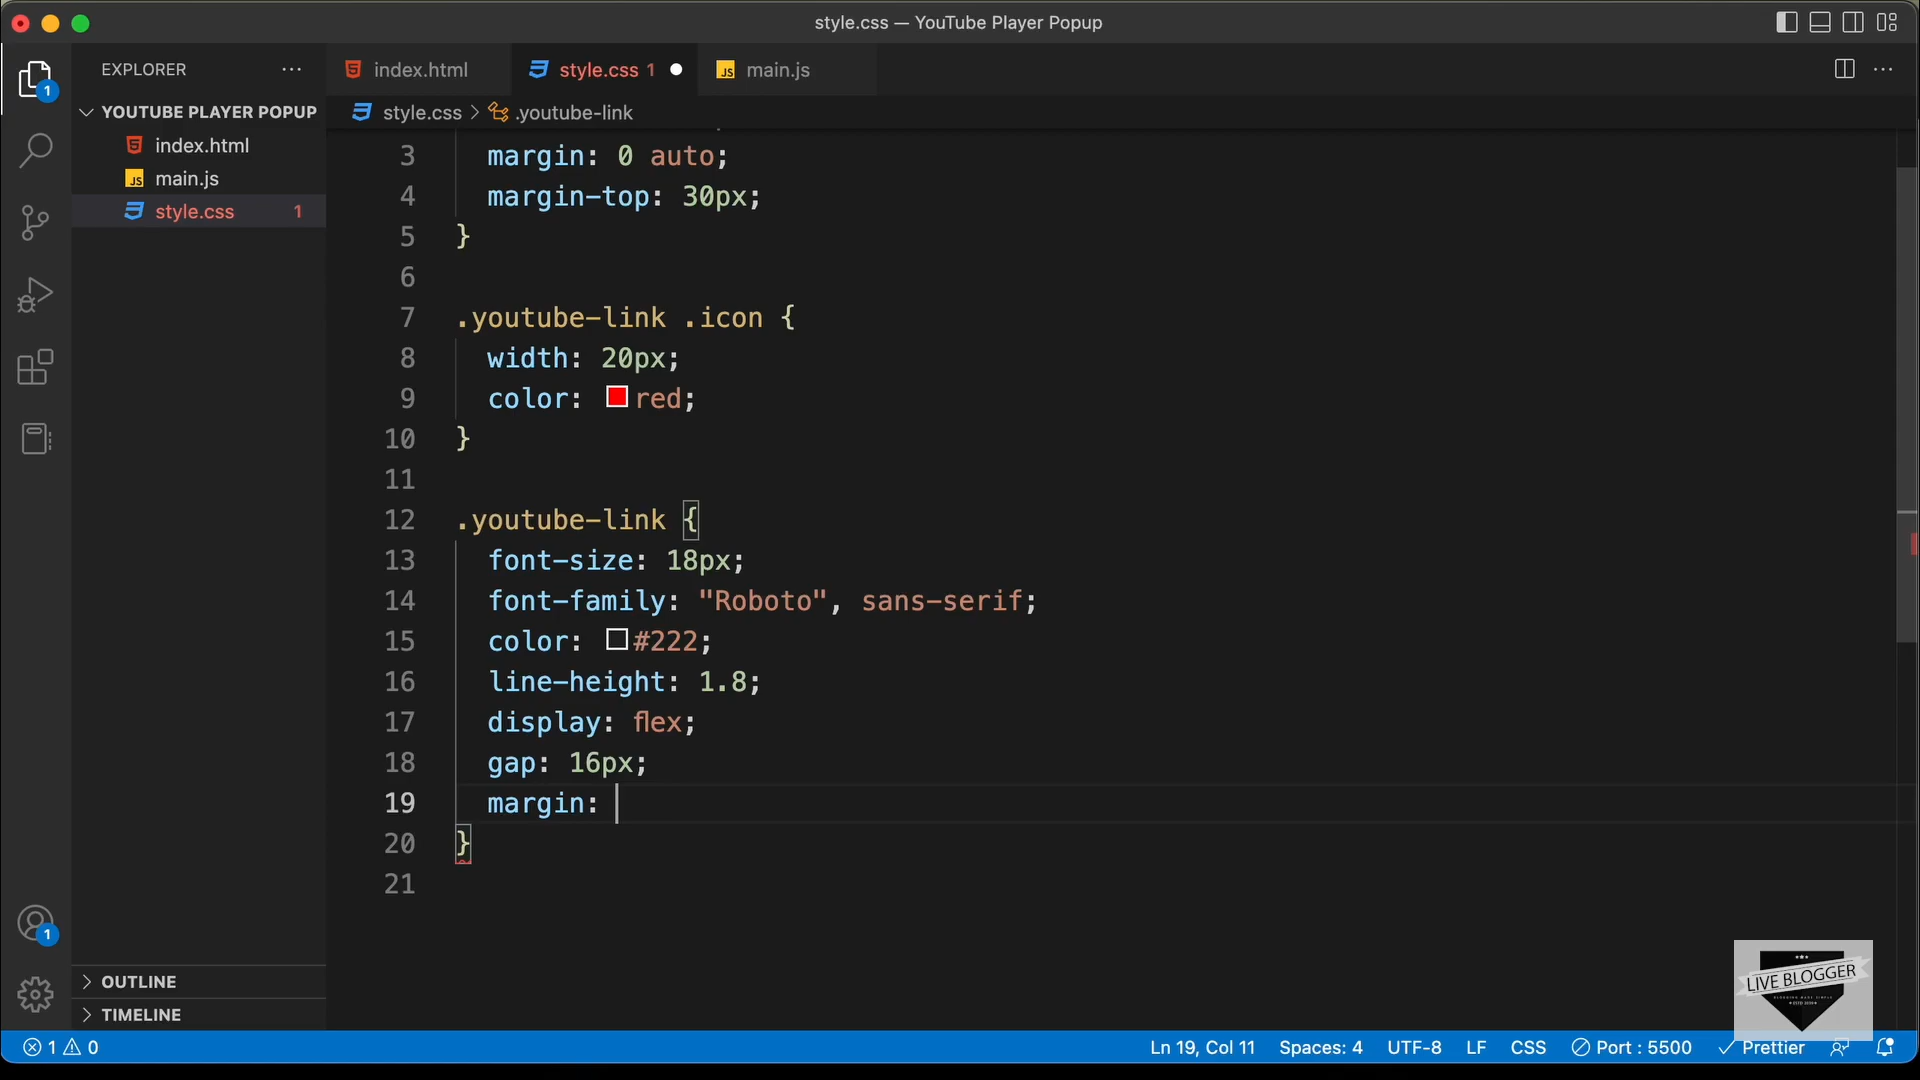 style.css — YouTube Player Popup
EXPLORER
index.html
style.css 1
main.js
1
YOUTUBE PLAYER POPUP
style.css > .youtube-link
index.html
main.js
style.css 1
3 margin: 0 auto;
4 margin-top: 30px;
5 }
6
7 .youtube-link .icon {
8 width: 20px;
9 color: red;
10 }
11
12 .youtube-link {
13 font-size: 18px;
14 font-family: "Roboto", sans-serif;
15 color: #222;
16 line-height: 1.8;
17 display: flex;
18 gap: 16px;
19 margin:
20 }
21
1
OUTLINE
TIMELINE
LIVE BLOGGER
1 0
Ln 19, Col 11 Spaces: 4 UTF-8 LF CSS Port : 5500 Prettier